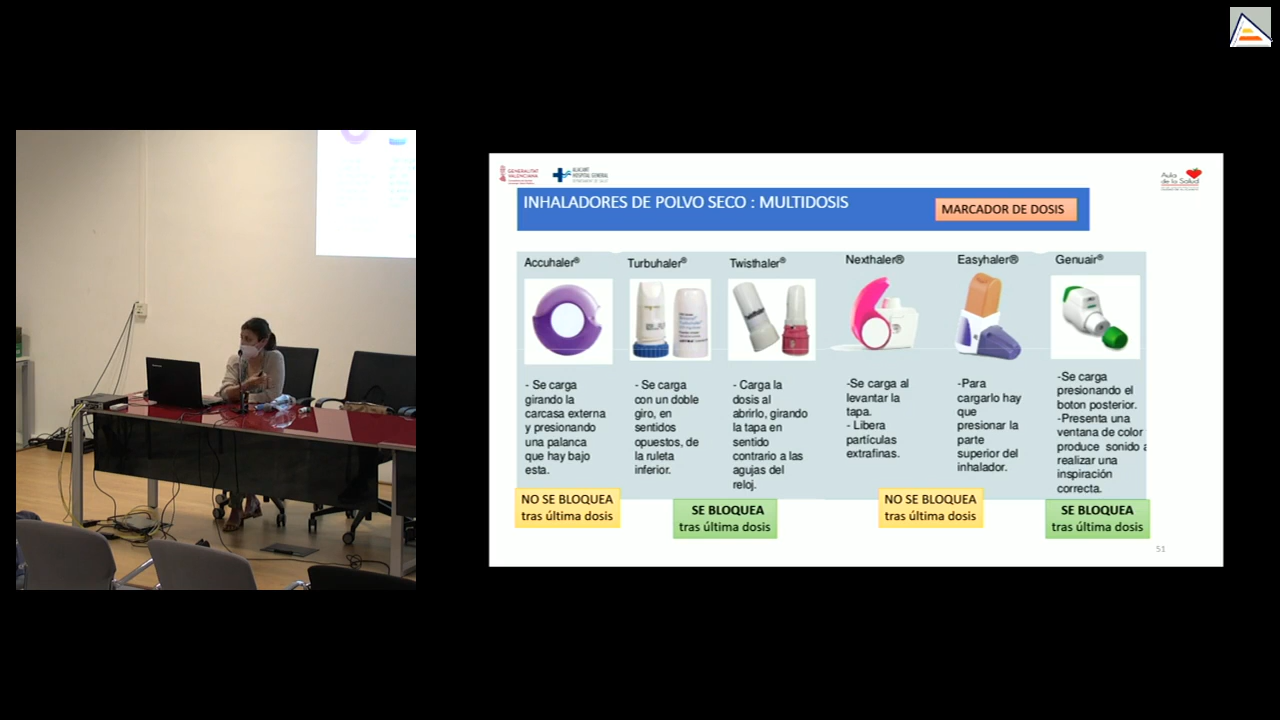 GENERALITAT
VALENCIANA
ALACANT
HOSPITAL GENERAL
Aula
de la Salud
INHALADORES DE POLVO SECO : MULTIDOSIS
MARCADOR DE DOSIS
Accuhaler®
Turbuhaler®
Twisthaler®
Nexthaler®
Easyhaler®
Genuair®
- Se carga
girando la
carcasa externa
y presionando
una palanca
que hay bajo
esta.
- Se carga
con un doble
giro, en
sentidos
opuestos, de
la ruleta
inferior.
- Carga la
dosis al
abrirlo, girando
la tapa en
sentido
contrario a las
agujas del
reloj.
-Se carga al
levantar la
tapa.
- Libera
partículas
extrafinas.
-Para
cargarlo hay
que
presionar la
parte
superior del
inhalador.
-Se carga
presionando el
boton posterior.
-Presenta una
ventana de color
produce sonido a
realizar una
inspiración
correcta.
NO SE BLOQUEA
tras última dosis
SE BLOQUEA
tras última dosis
NO SE BLOQUEA
tras última dosis
SE BLOQUEA
tras última dosis
51